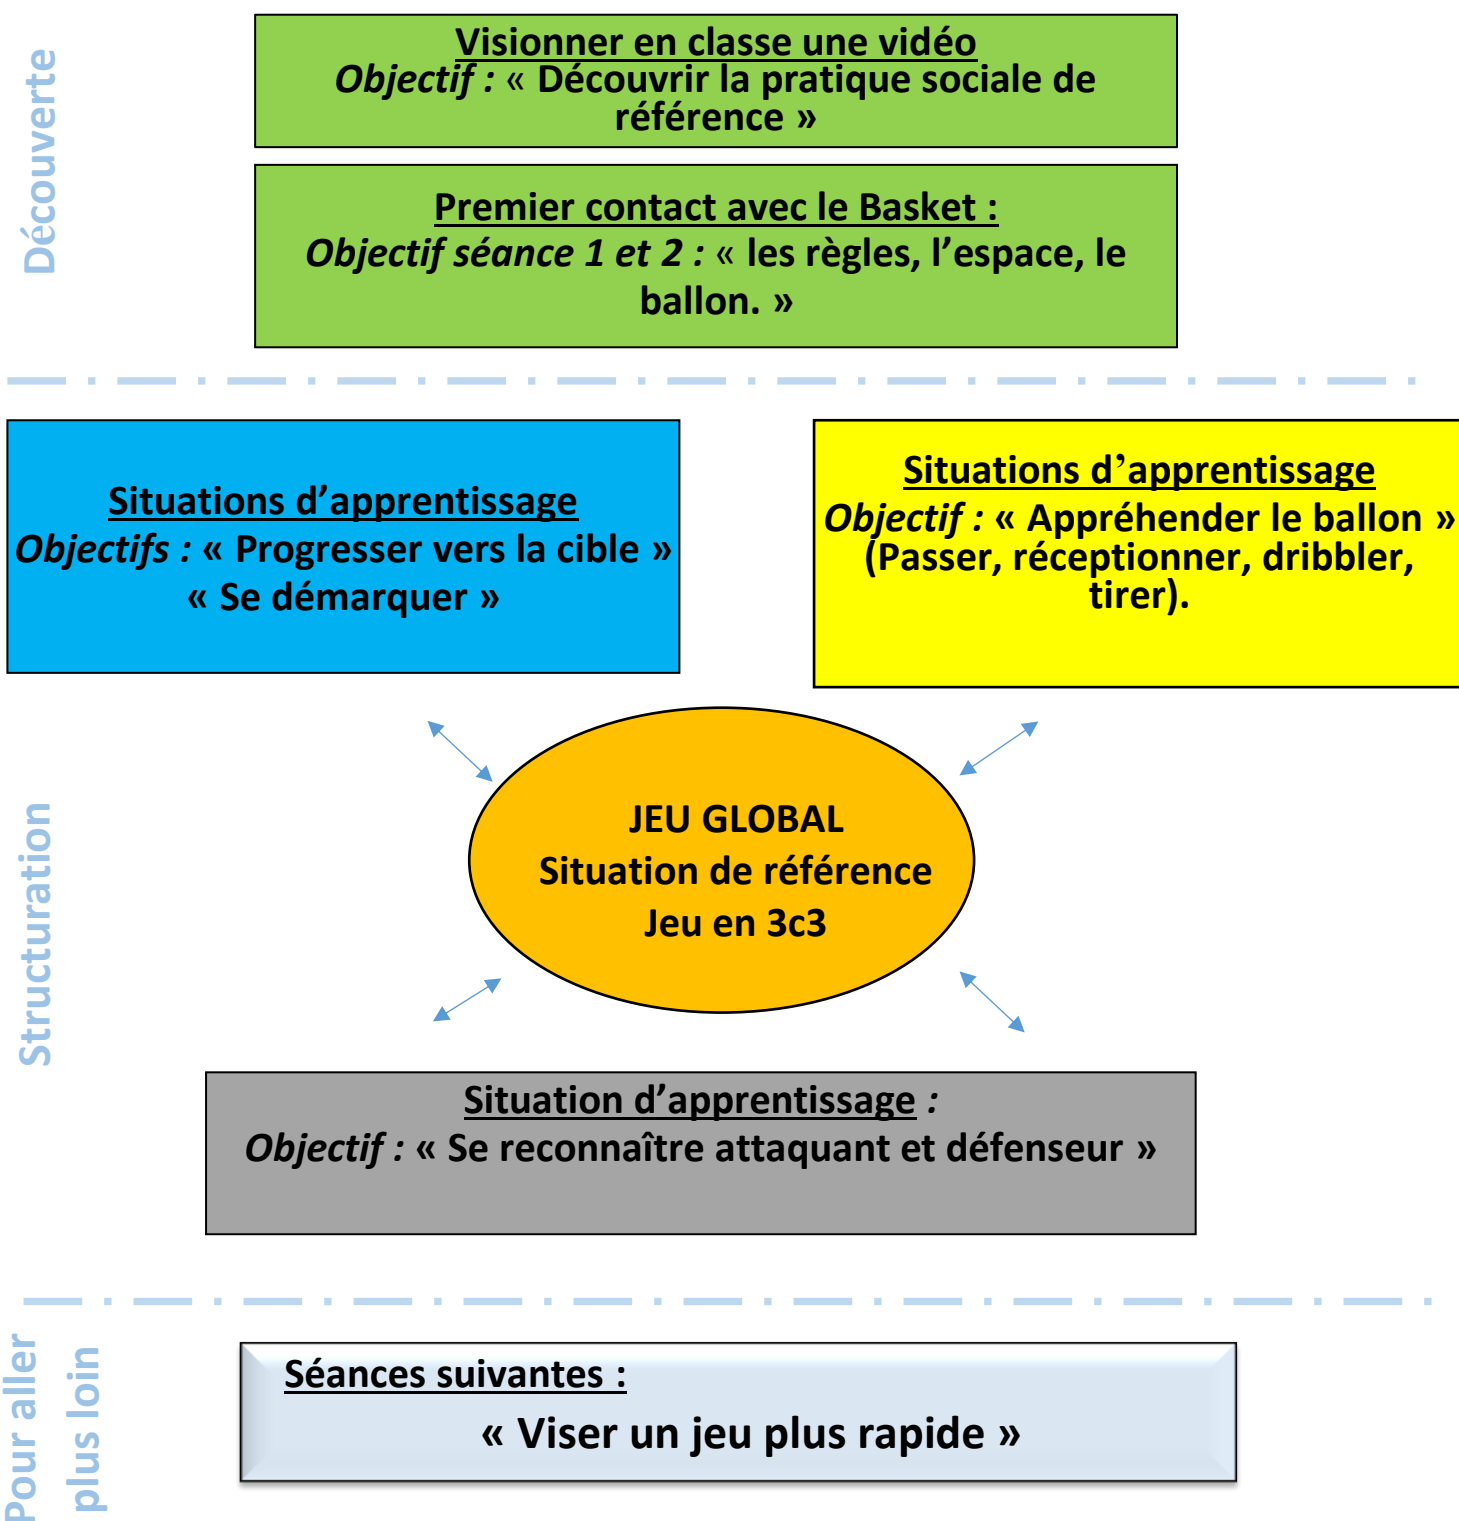 Découverte
Visionner en classe une vidéo
Objectif : « Découvrir la pratique sociale de
référence »
Premier contact avec le Basket :
Objectif séance 1 et 2 : « les règles, l’espace, le
ballon. »
Structuration
Situations d’apprentissage
Objectifs : « Progresser vers la cible »
« Se démarquer »
Situations d’apprentissage
Objectif : « Appréhender le ballon »
(Passer, réceptionner, dribbler,
tirer).
JEU GLOBAL
Situation de référence
Jeu en 3c3
Situation d’apprentissage :
Objectif : « Se reconnaître attaquant et défenseur »
Pour aller
plus loin
Séances suivantes :
« Viser un jeu plus rapide »